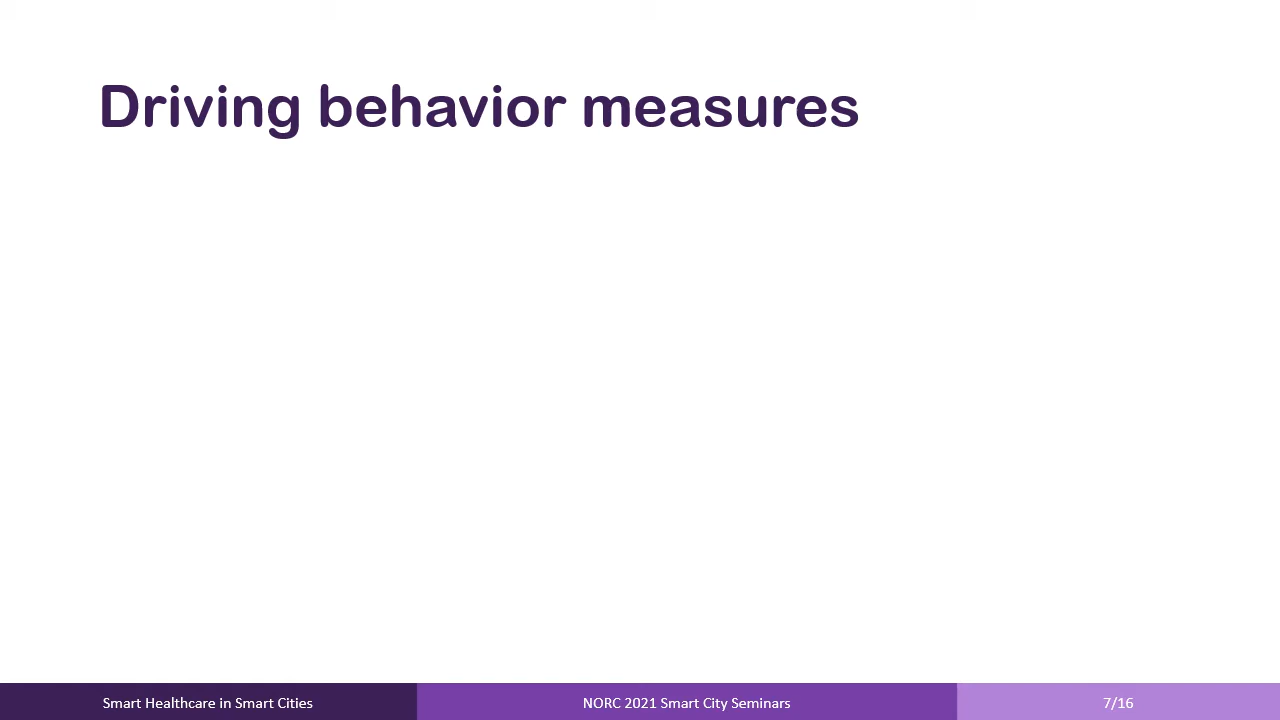 Driving behavior measures
Smart Healthcare in Smart Cities
NORC 2021 Smart City Seminars
7/16